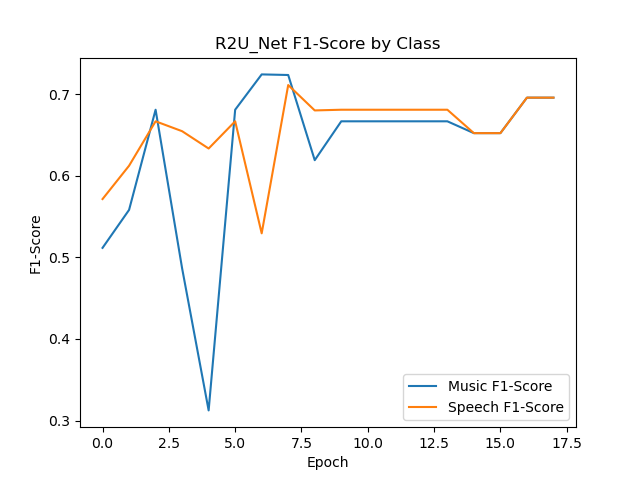 R2U_Net F1-Score by Class
F1-Score
0.7
0.6
0.5
0.4
0.3
Music F1-Score
Speech F1-Score
0.0 2.5 5.0 7.5 10.0 12.5 15.0 17.5
Epoch